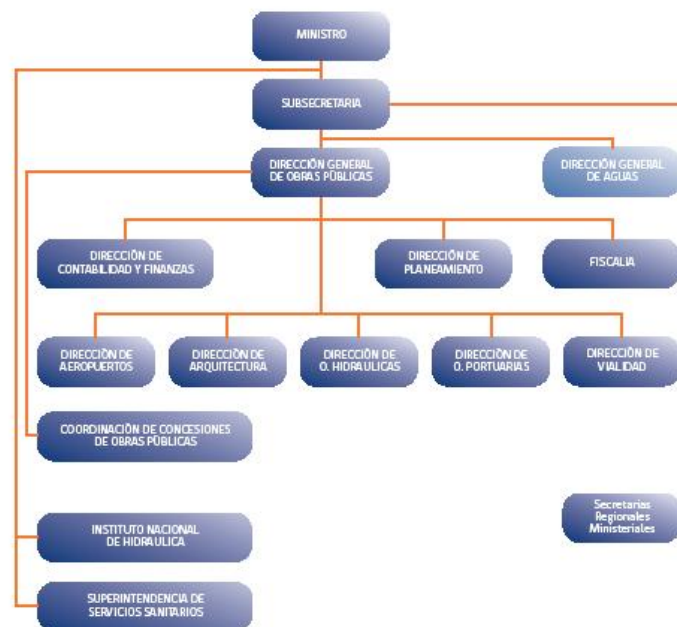 MINISTRO
SUBSECRETARIA
DIRECCIÓN GENERAL
DE OBRAS PÚBLICAS
DIRECCIÓN GENERAL
DE AGUAS
DIRECCIÓN DE
CONTABILIDAD Y FINANZAS
DIRECCIÓN DE
PLANEAMIENTO
FISCALIA
DIRECCIÓN DE
AEROPUERTOS
DIRECCIÓN DE
ARQUITECTURA
DIRECCIÓN DE
O. HIDRAULICAS
DIRECCIÓN DE
O. PORTUARIAS
DIRECCIÓN DE
VIALIDAD
COORDINACIÓN DE CONCESIONES
DE OBRAS PÚBLICAS
Secretarias
Regionales
Ministeriales
INSTITUTO NACIONAL
DE HIDRAULICA
SUPERINTENDENCIA DE
SERVICIOS SANITARIOS